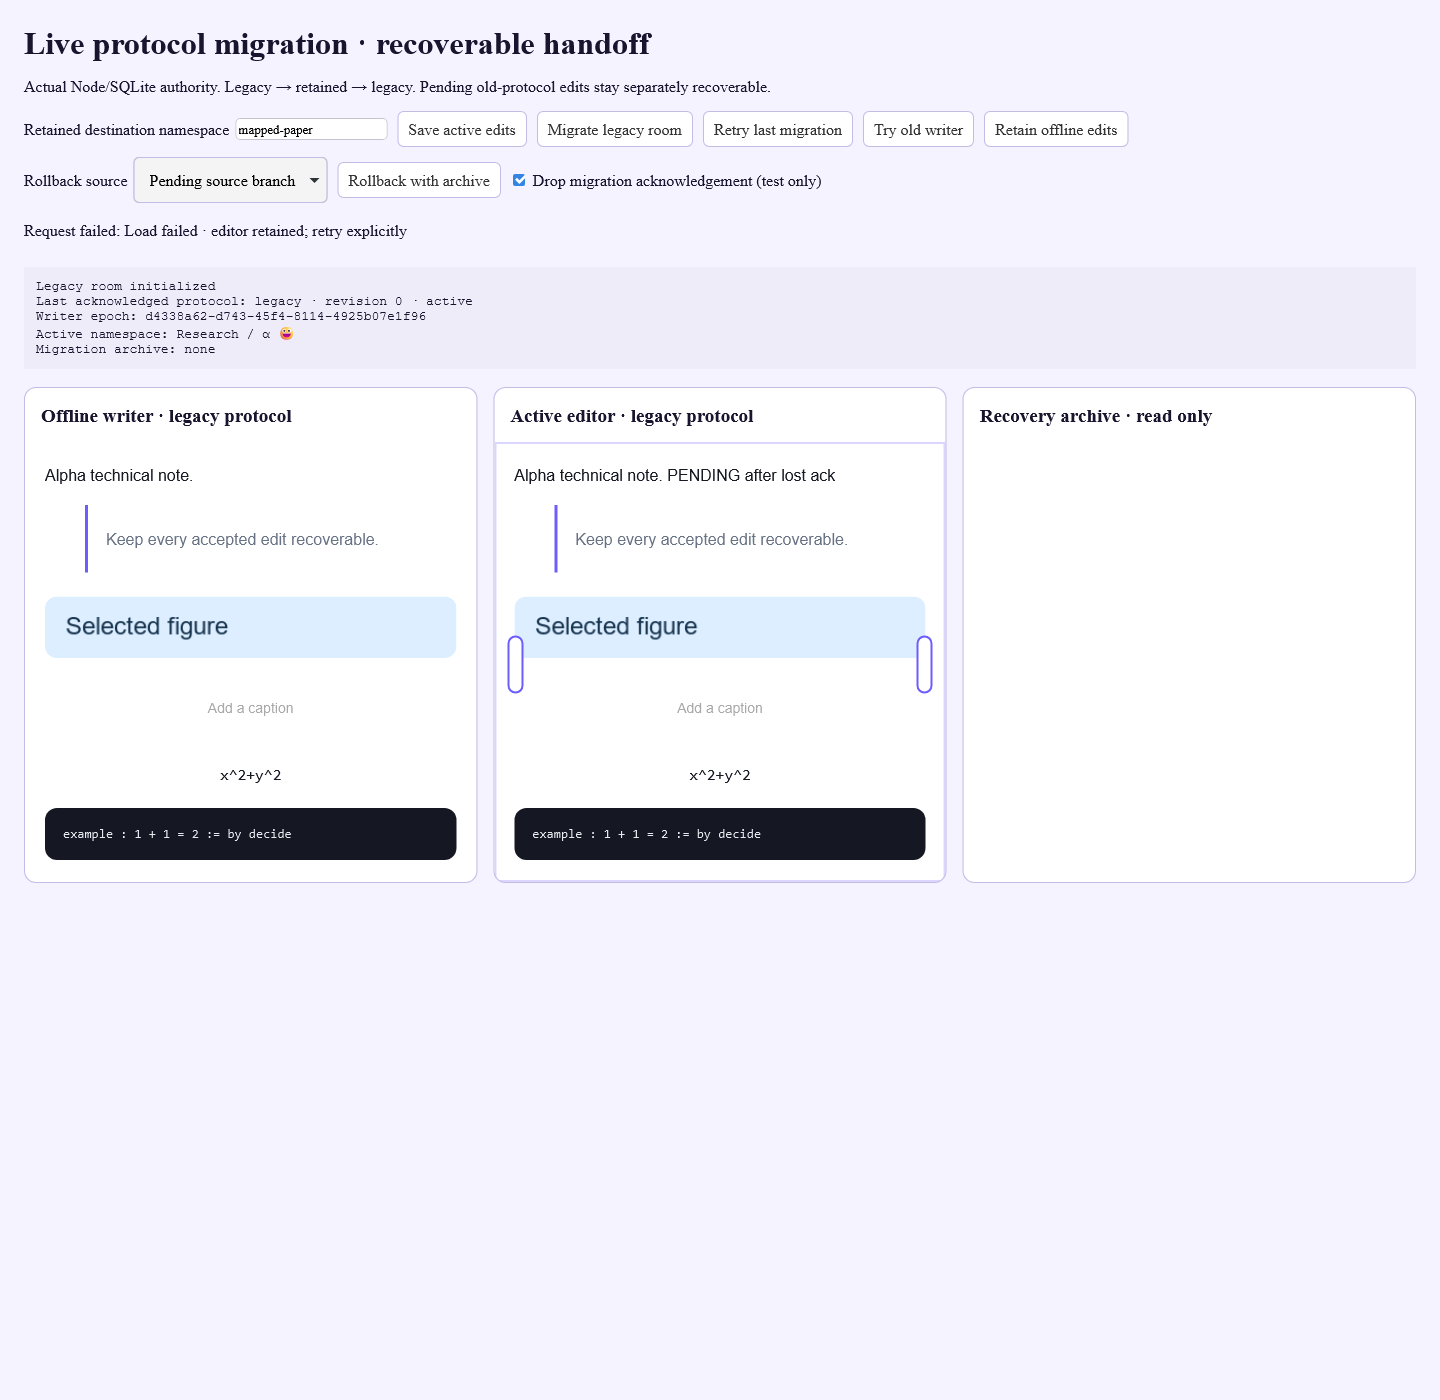 Live protocol migration · recoverable handoff
Actual Node/SQLite authority. Legacy → retained → legacy. Pending old-protocol edits stay separately recoverable.
Retained destination namespace mapped-paper Save active edits Migrate legacy room Retry last migration Try old writer Retain offline edits
Rollback source Pending source branch Rollback with archive Drop migration acknowledgement (test only)
Request failed: Load failed · editor retained; retry explicitly
Legacy room initialized
Last acknowledged protocol: legacy · revision 0 · active
Writer epoch: d4338a62-d743-45f4-8114-4925b07e1f96
Active namespace: Research / α 😀
Migration archive: none
Offline writer · legacy protocol
Alpha technical note.
Keep every accepted edit recoverable.
Selected figure
Add a caption
x^2+y^2
example : 1 + 1 = 2 := by decide
Active editor · legacy protocol
Alpha technical note. PENDING after lost ack
Keep every accepted edit recoverable.
Selected figure
Add a caption
x^2+y^2
example : 1 + 1 = 2 := by decide
Recovery archive · read only